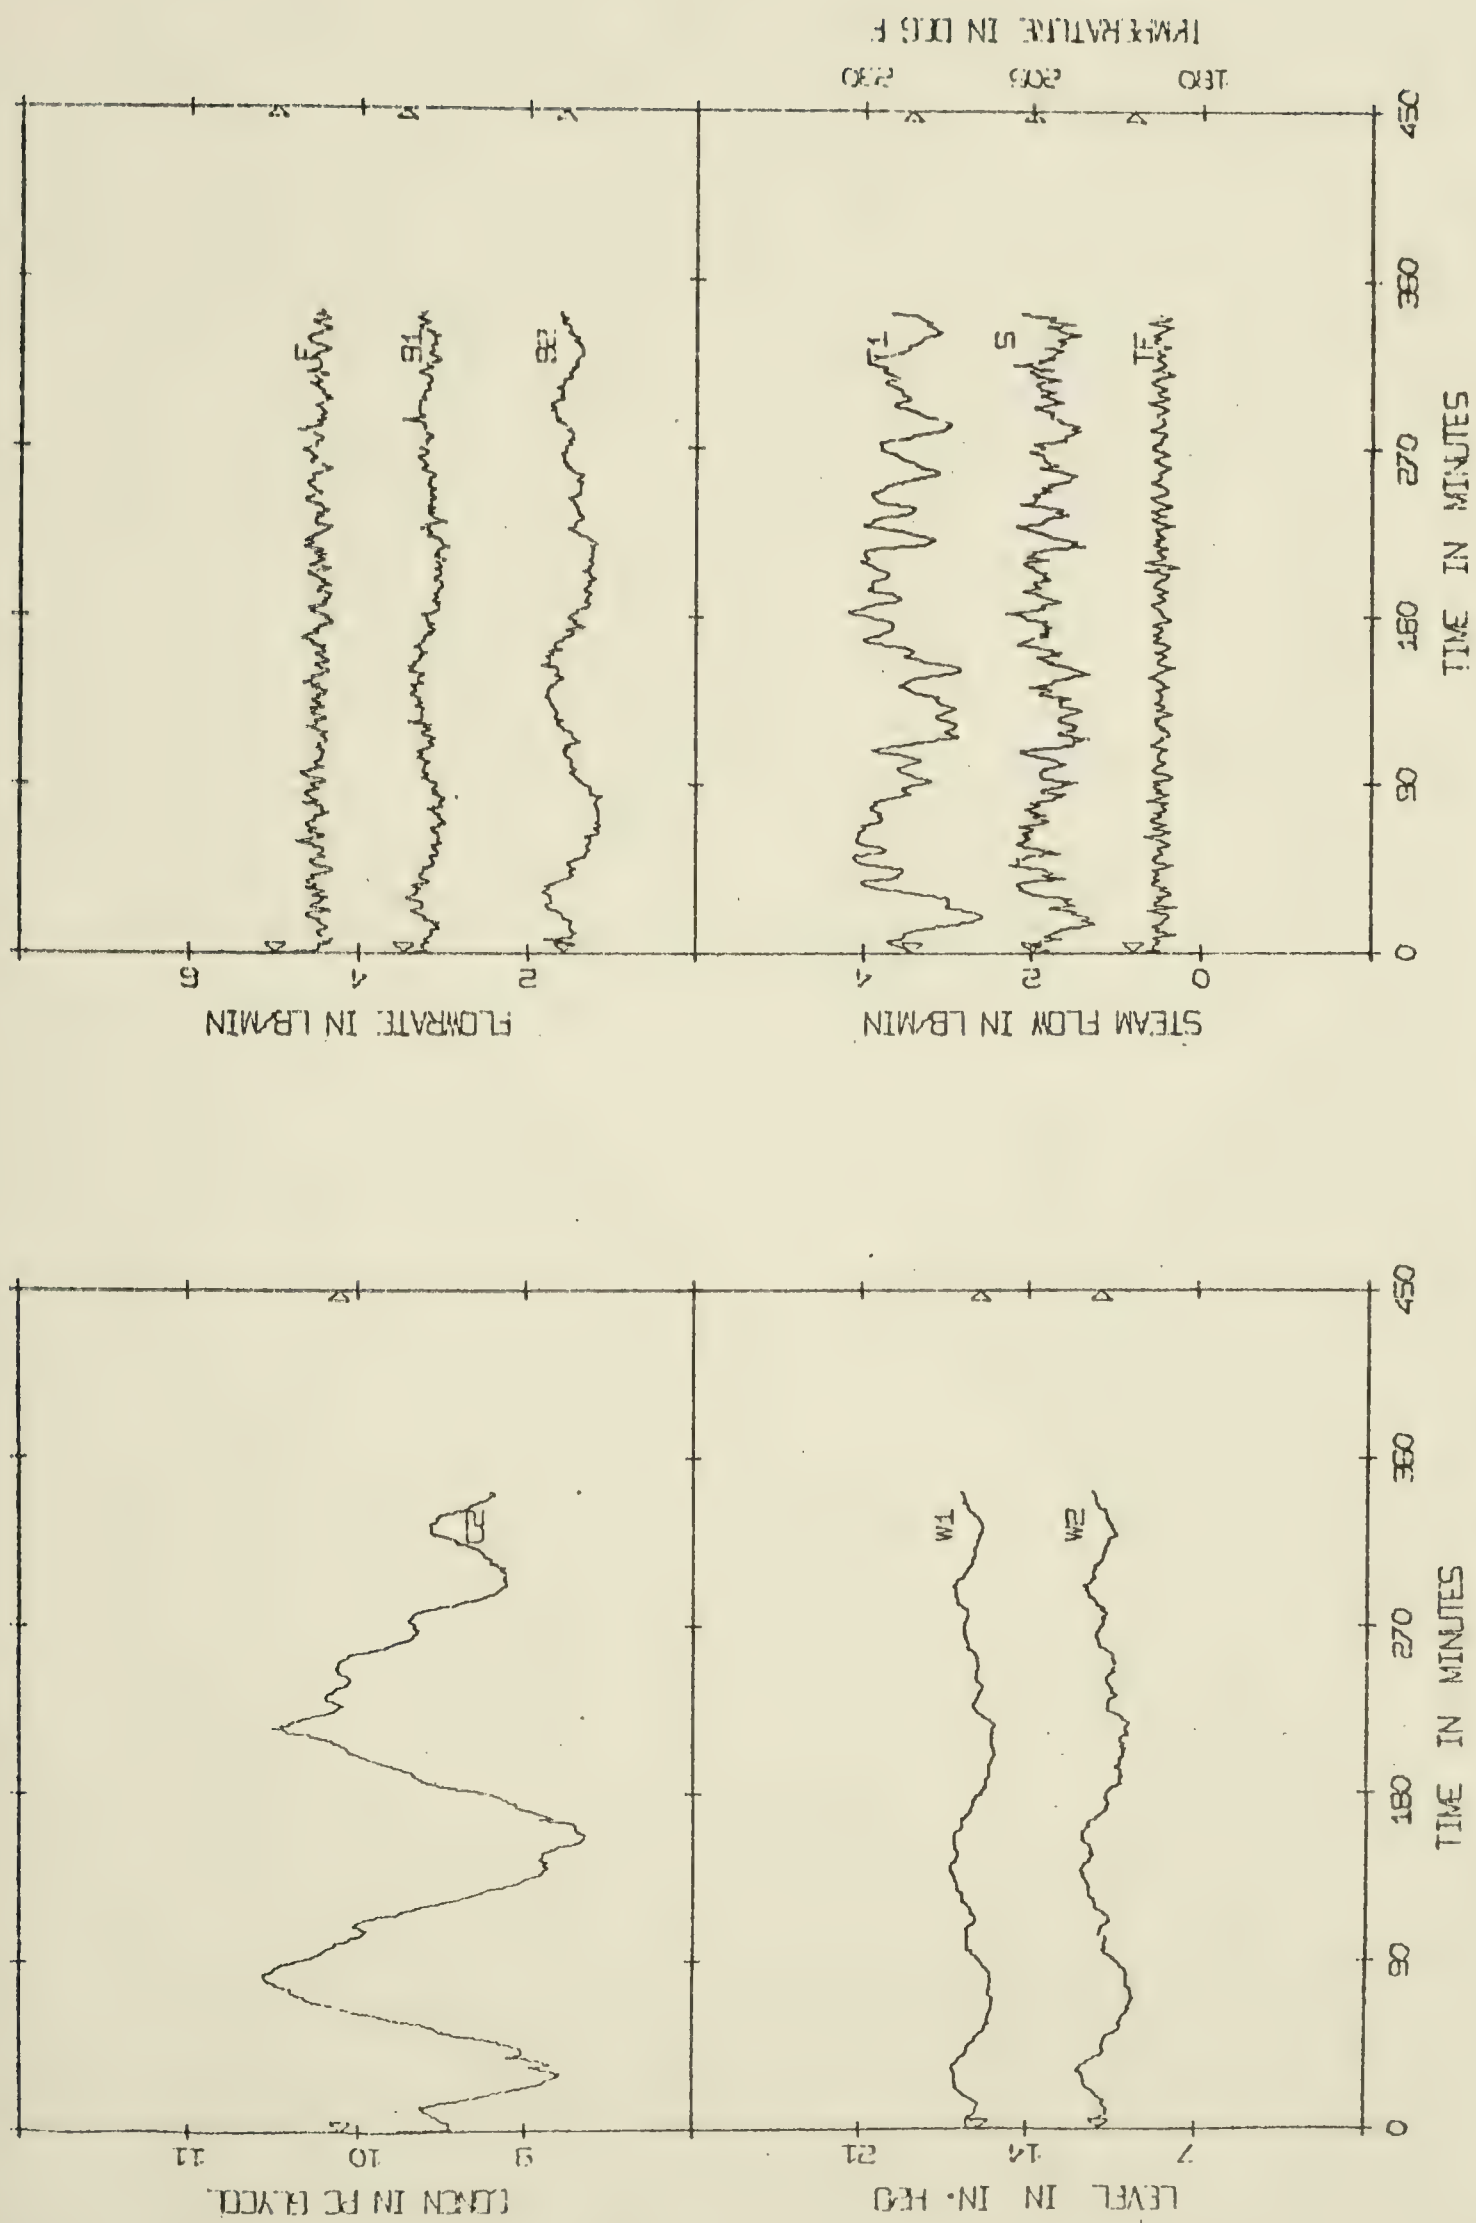 FLOWRATE IN LB/MIN
6
4
2
F
B1
B2
STEAM FLOW IN LB/MIN
4
2
0
T1
S
TF
TEMPERATURE IN DEG F
230
205
180
0
90
180
270
360
450
TIME IN MINUTES
CONCN IN PC GLYCOL
11
10
9
C2
LEVEL IN IN. H2O
21
14
7
W1
W2
0
90
180
270
360
450
TIME IN MINUTES